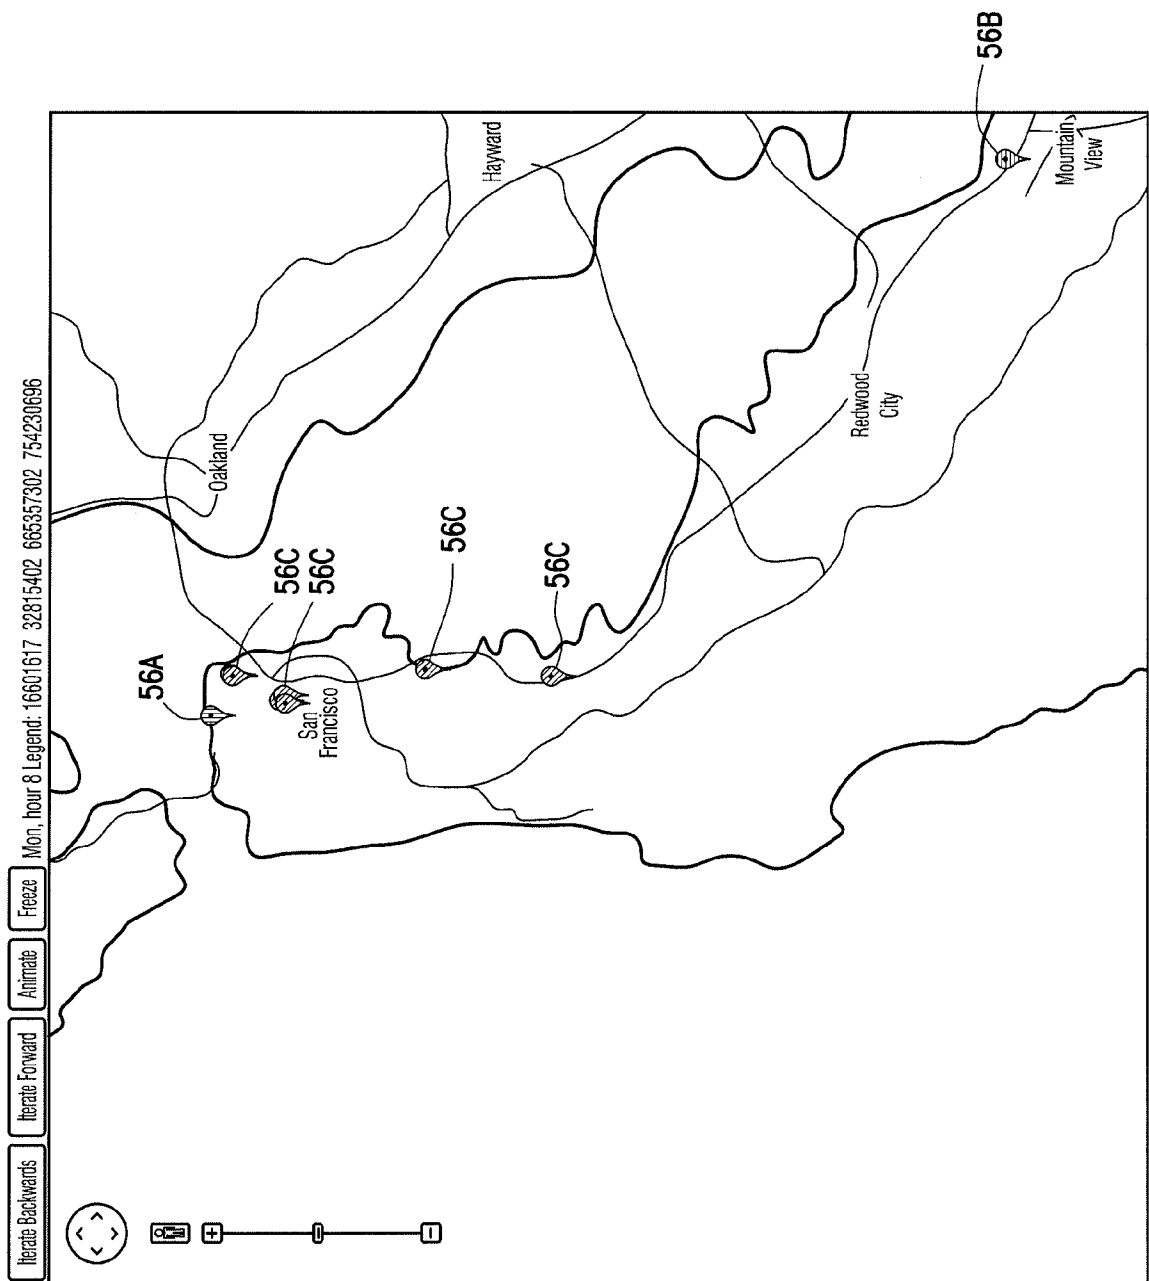 Iterate Backwards Iterate Forward Animate Freeze Mon, hour 8 Legend: 16601617 32815402 665357302 754230696
56A
56C
56C
56C
56C
56B
Oakland
Hayward
San
Francisco
Redwood
City
Mountain
View